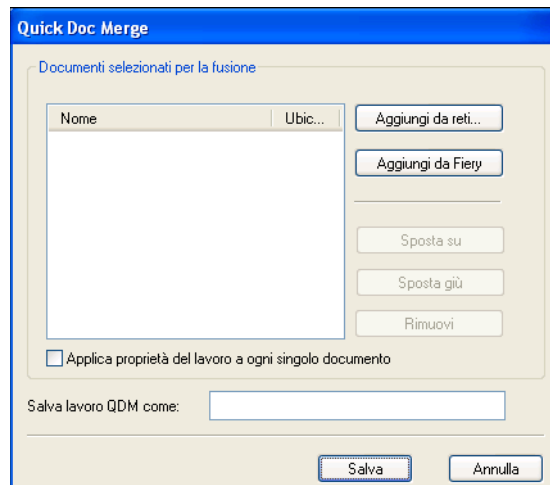 Quick Doc Merge
Documenti selezionati per la fusione
Nome Ubic...
Aggiungi da reti...
Aggiungi da Fiery
Sposta su
Sposta giù
Rimuovi
Applica proprietà del lavoro a ogni singolo documento
Salva lavoro QDM come:
Salva Annulla